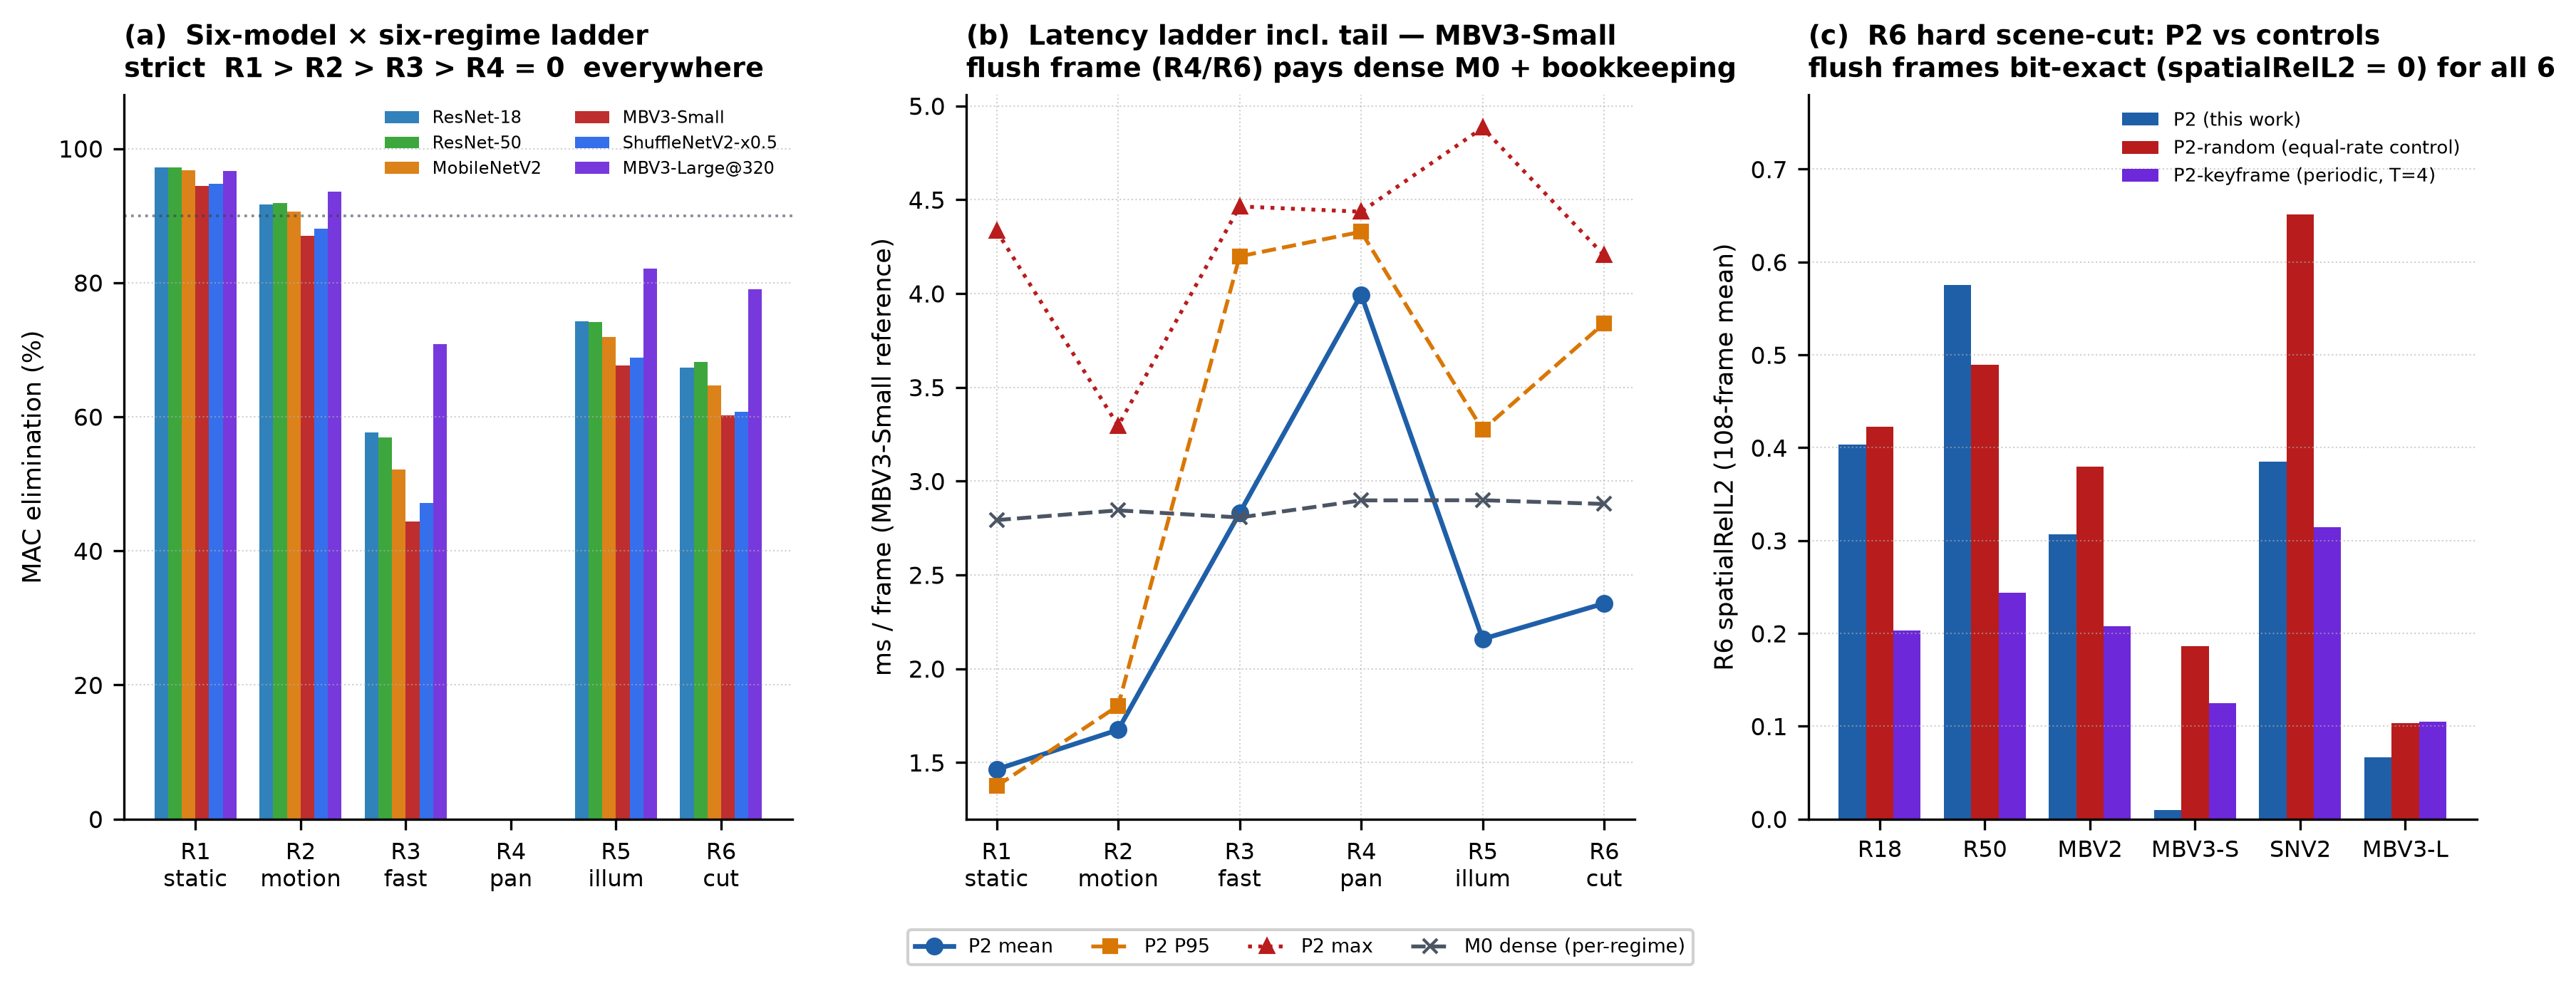 (a)  Six-model × six-regime ladder
strict  R1 > R2 > R3 > R4 = 0  everywhere
MAC elimination (%)
100
80
60
40
20
0
ResNet-18
ResNet-50
MobileNetV2
MBV3-Small
ShuffleNetV2-x0.5
MBV3-Large@320
R1
static
R2
motion
R3
fast
R4
pan
R5
illum
R6
cut
(b)  Latency ladder incl. tail — MBV3-Small
flush frame (R4/R6) pays dense M0 + bookkeeping
ms / frame (MBV3-Small reference)
5.0
4.5
4.0
3.5
3.0
2.5
2.0
1.5
R1
static
R2
motion
R3
fast
R4
pan
R5
illum
R6
cut
P2 mean
P2 P95
P2 max
M0 dense (per-regime)
(c)  R6 hard scene-cut: P2 vs controls
flush frames bit-exact (spatialRelL2 = 0) for all 6
R6 spatialRelL2 (108-frame mean)
0.7
0.6
0.5
0.4
0.3
0.2
0.1
0.0
P2 (this work)
P2-random (equal-rate control)
P2-keyframe (periodic, T=4)
R18
R50
MBV2
MBV3-S
SNV2
MBV3-L